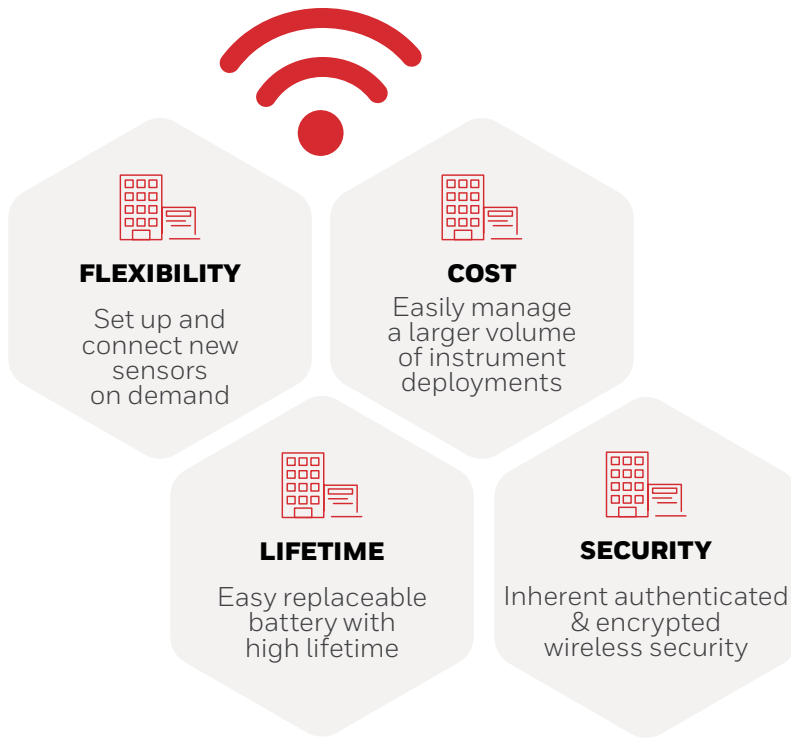 FLEXIBILITY
Set up and
connect new
sensors
on demand
COST
Easily manage
a larger volume
of instrument
deployments
LIFETIME
Easy replaceable
battery with
high lifetime
SECURITY
Inherent authenticated
& encrypted
wireless security